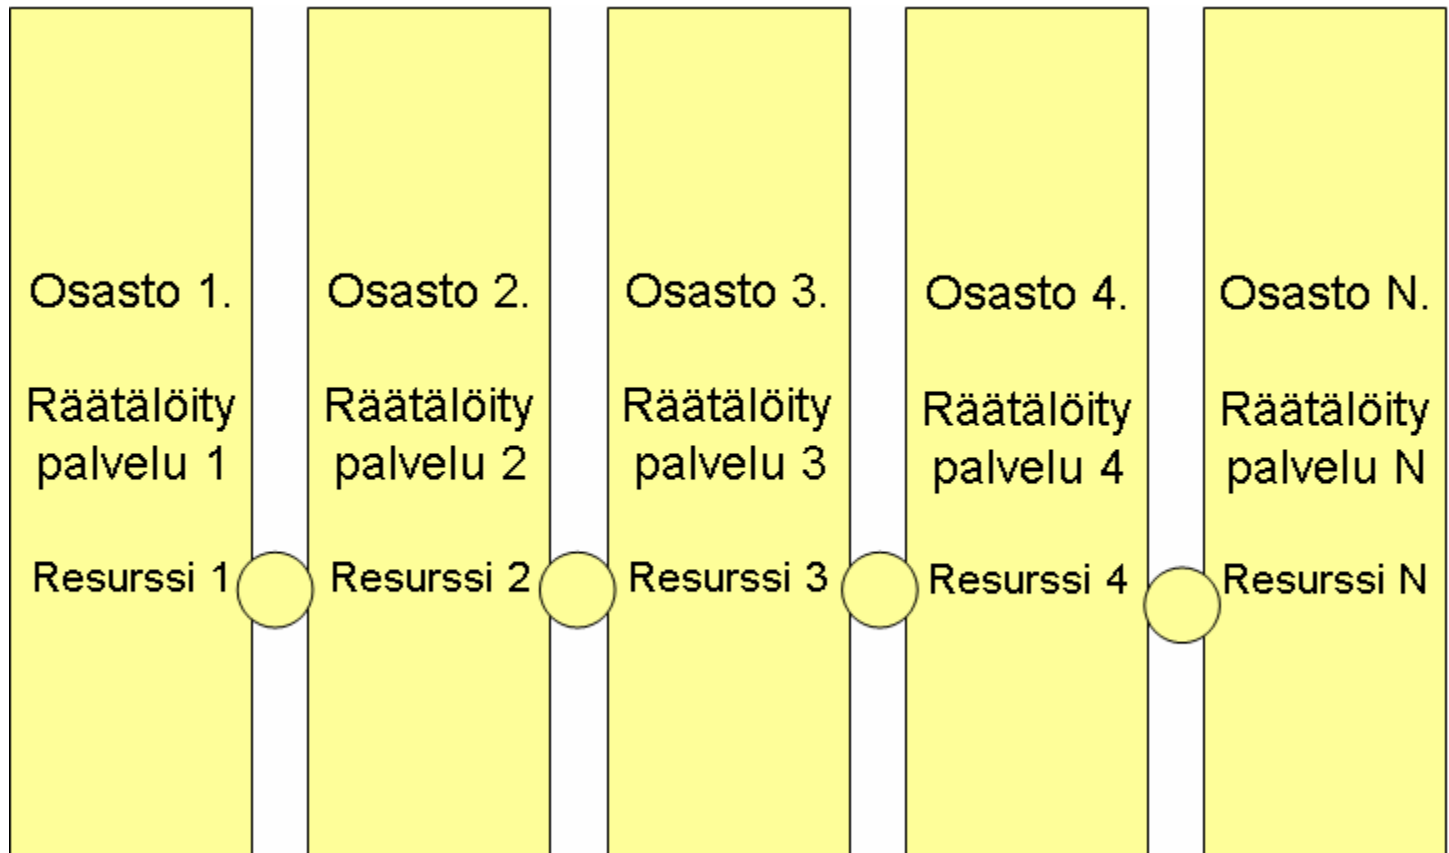 Osasto 1.
Räätälöity
palvelu 1
Resurssi 1
Osasto 2.
Räätälöity
palvelu 2
Resurssi 2
Osasto 3.
Räätälöity
palvelu 3
Resurssi 3
Osasto 4.
Räätälöity
palvelu 4
Resurssi 4
Osasto N.
Räätälöity
palvelu N
Resurssi N